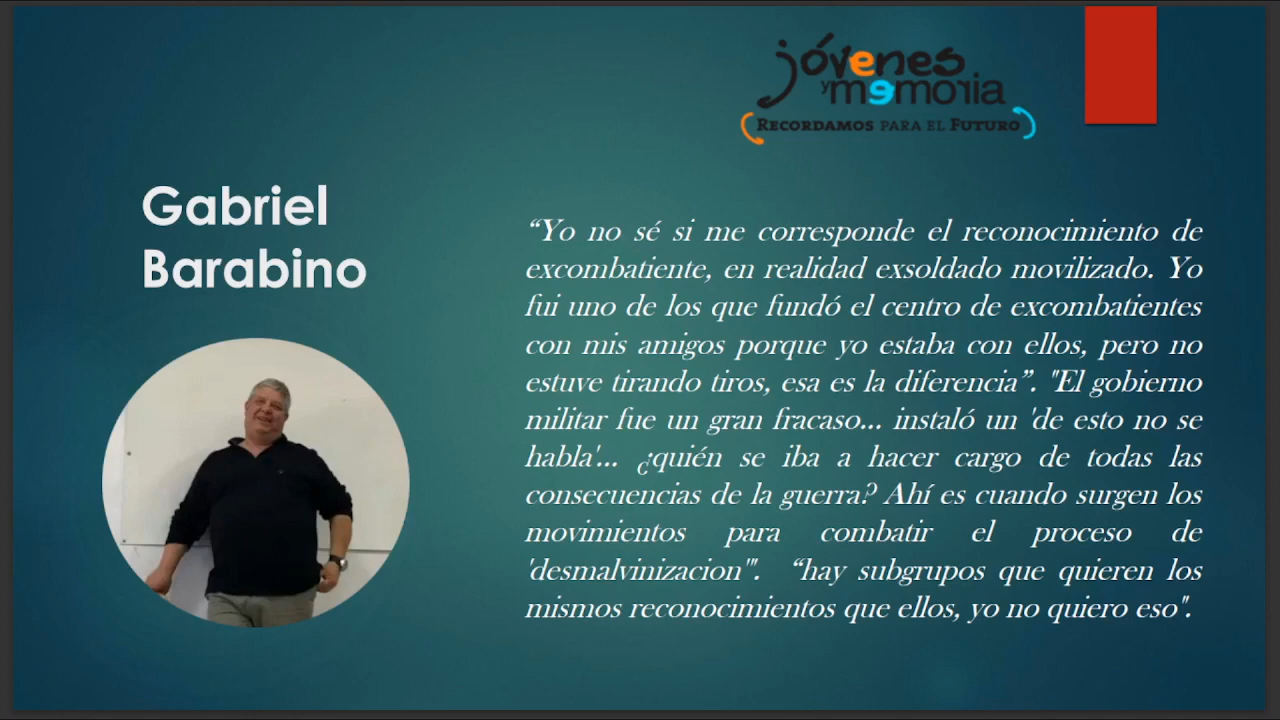 jóvenes
y memoria
RECORDAMOS PARA EL FUTURO
Gabriel
Barabino
“Yo no sé si me corresponde el reconocimiento de
excombatiente, en realidad exsoldado movilizado. Yo
fui uno de los que fundó el centro de excombatientes
con mis amigos porque yo estaba con ellos, pero no
estuve tirando tiros, esa es la diferencia”. "El gobierno
militar fue un gran fracaso... instaló un 'de esto no se
habla'... ¿quién se iba a hacer cargo de todas las
consecuencias de la guerra? Ahí es cuando surgen los
movimientos para combatir el proceso de
'desmalvinizacion'". “hay subgrupos que quieren los
mismos reconocimientos que ellos, yo no quiero eso".